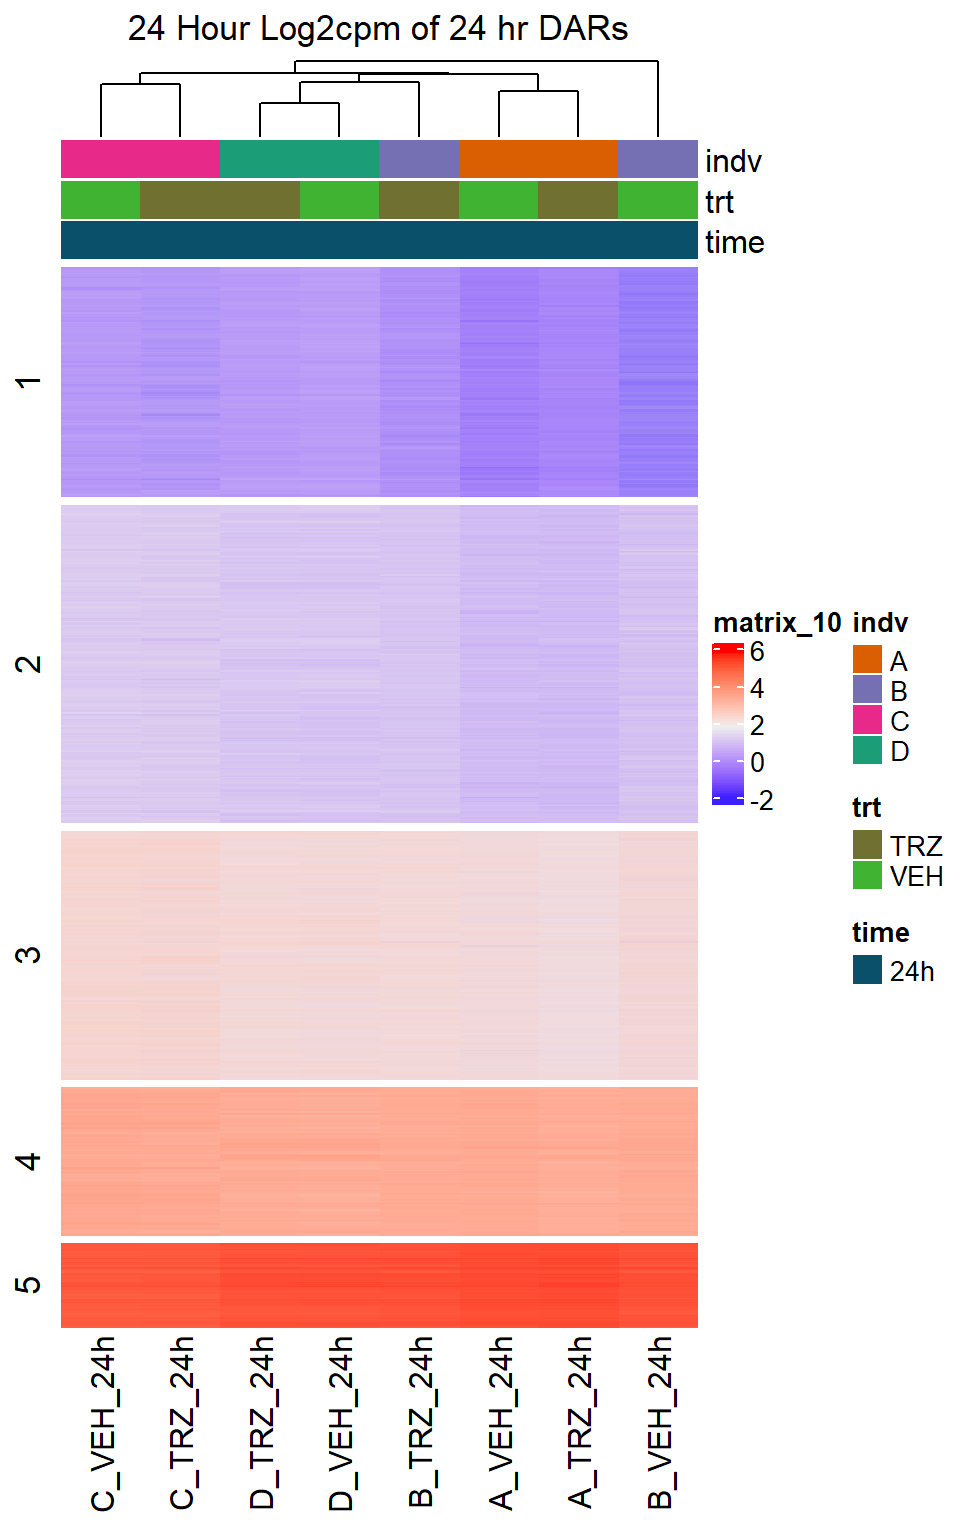 24 Hour Log2cpm of 24 hr DARs
indv
trt
time
1
2
3
4
5
matrix_10
6
4
2
0
-2
indv
A
B
C
D
trt
TRZ
VEH
time
24h
C_VEH_24h
C_TRZ_24h
D_TRZ_24h
D_VEH_24h
B_TRZ_24h
A_VEH_24h
A_TRZ_24h
B_VEH_24h